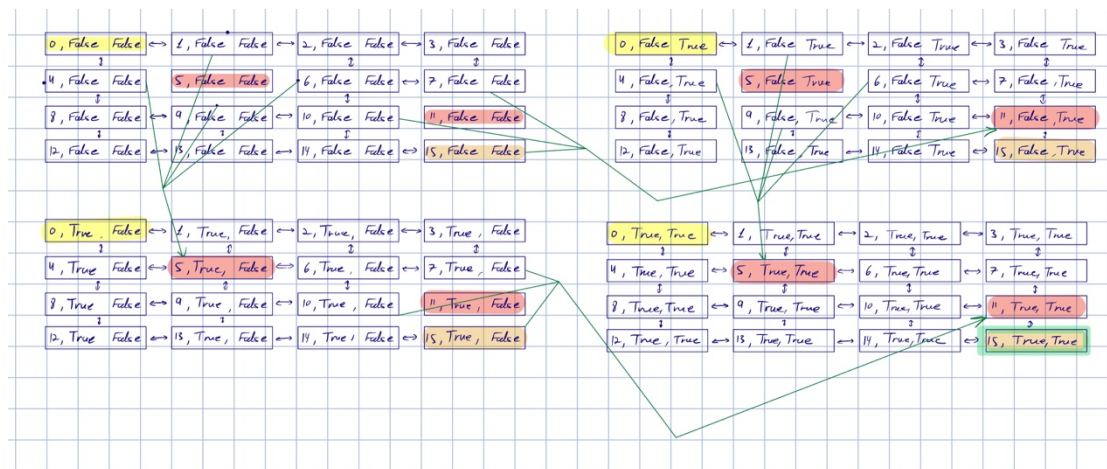 0, False False ↔ 1, False False ↔ 2, False False ↔ 3, False False
4, False False 5, False False 6, False False ↔ 7, False False
8, False False ↔ 9, False False ↔ 10, False False 11, False False
12, False False ↔ 13, False False ↔ 14, False False ↔ 15, False False
0, False True ↔ 1, False True ↔ 2, False True ↔ 3, False True
4, False, True 5, False True 6, False, True ↔ 7, False, True
8, False, True 9, False, True ↔ 10, False True ↔ 11, False, True
12, False, True 13, False, True ↔ 14, False True ↔ 15, False, True
0, True, False ↔ 1, True, False ↔ 2, True, False ↔ 3, True, False
4, True False ↔ 5, True, False ↔ 6, True, False ↔ 7, True, False
8, True False ↔ 9, True, False ↔ 10, True, False 11, True, False
12, True False ↔ 13, True, False ↔ 14, True, False ↔ 15, True, False
0, True, True ↔ 1, True, True ↔ 2, True, True ↔ 3, True, True
4, True, True ↔ 5, True, True ↔ 6, True, True ↔ 7, True, True
8, True, True ↔ 9, True, True ↔ 10, True, True ↔ 11, True, True
12, True, True ↔ 13, True, True ↔ 14, True, True ↔ 15, True, True